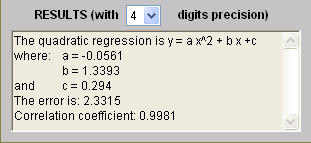 RESULTS (with 4 digits precision)
The quadratic regression is y = a x^2 + b x +c
where: a = -0.0561
b = 1.3393
and c = 0.294
The error is: 2.3315
Correlation coefficient: 0.9981